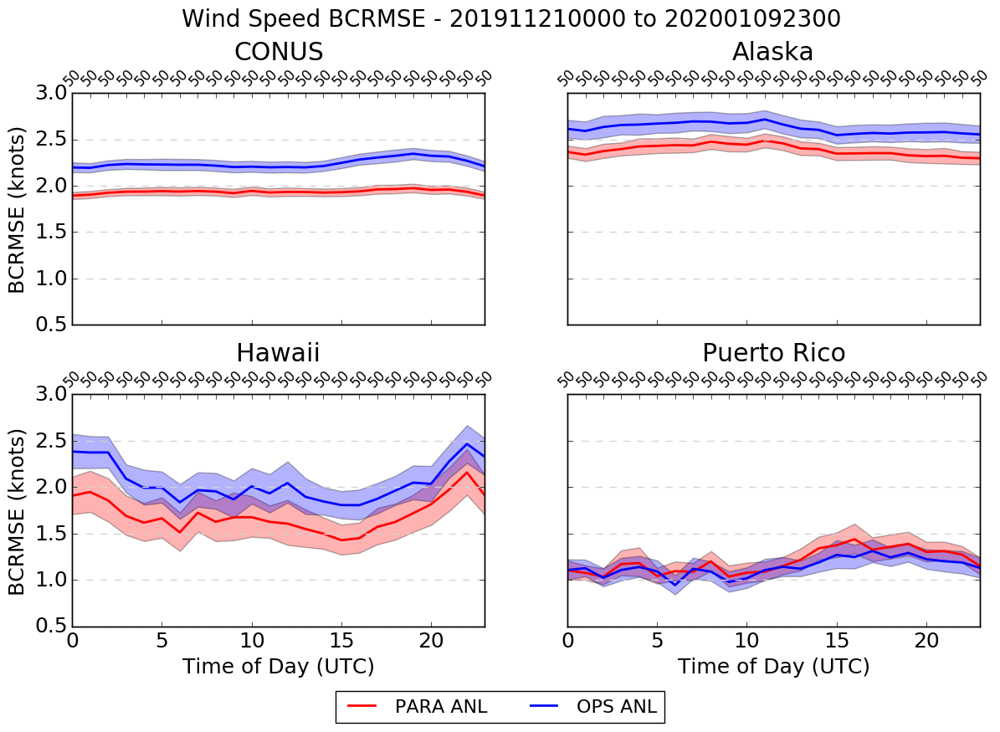 Wind Speed BCRMSE - 201911210000 to 202001092300
CONUS Alaska
50 50 50 50 50 50 50 50 50 50 50 50 50 50 50 50 50 50 50 50 50 50 50 50 50 50 50 50 50 50 50 50 50 50 50 50 50 50 50 50 50 50 50 50 50 50 50 50
3.0
2.5
2.0
1.5
1.0
0.5
BCRMSE (knots)
Hawaii Puerto Rico
50 50 50 50 50 50 50 50 50 50 50 50 50 50 50 50 50 50 50 50 50 50 50 50 50 50 50 50 50 50 50 50 50 50 50 50 50 50 50 50 50 50 50 50 50 50 50 50
3.0
2.5
2.0
1.5
1.0
0.5
BCRMSE (knots)
0 5 10 15 20 0 5 10 15 20
Time of Day (UTC) Time of Day (UTC)
PARA ANL OPS ANL